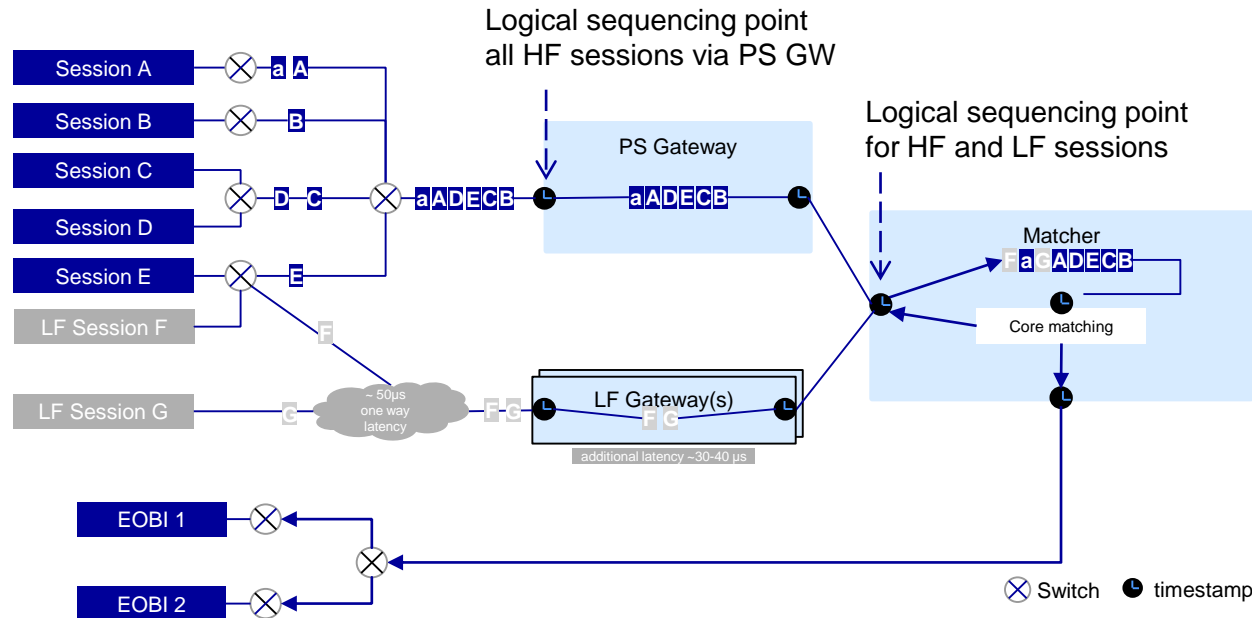 Logical sequencing point
all HF sessions via PS GW
Session A
a A
Session B
B
Session C
D C
Session D
Session E
E
LF Session F
F
LF Session G
G
~ 50µs
one way
latency
F G
aADECB
PS Gateway
aADECB
Logical sequencing point
for HF and LF sessions
Matcher
FaGADECB
Core matching
LF Gateway(s)
F G
additional latency ~30-40 µs
EOBI 1
EOBI 2
Switch
timestamp